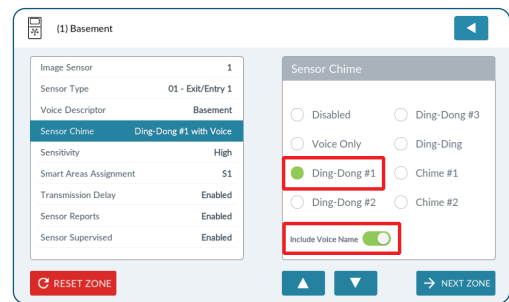 (1) Basement
Image Sensor 1
Sensor Type 01 - Exit/Entry 1
Voice Descriptor Basement
Sensor Chime Ding-Dong #1 with Voice
Sensitivity High
Smart Areas Assignment S1
Transmission Delay Enabled
Sensor Reports Enabled
Sensor Supervised Enabled
RESET ZONE
Sensor Chime
Disabled Ding-Dong #3
Voice Only Ding-Ding
Ding-Dong #1 Chime #1
Ding-Dong #2 Chime #2
Include Voice Name
NEXT ZONE